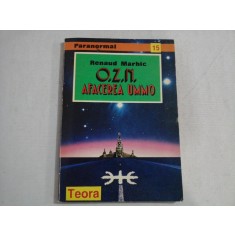 Paranormal 15
Renaud Marhic
O.Z.N.
AFACEREA UMMO
Teora